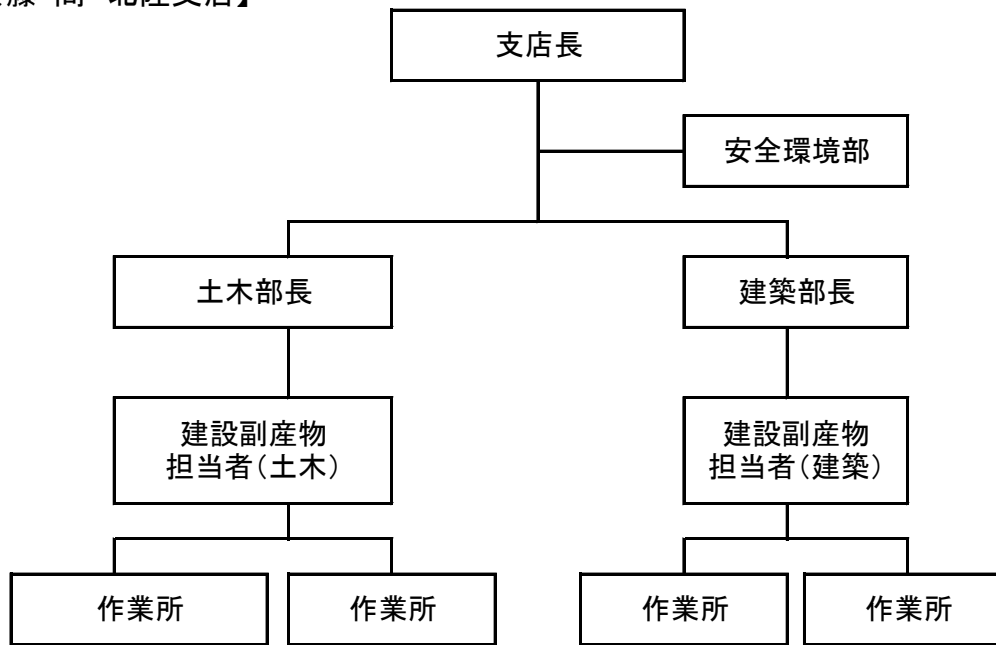 支店長
安全環境部
土木部長
建築部長
建設副産物
担当者(土木)
建設副産物
担当者(建築)
作業所
作業所
作業所
作業所